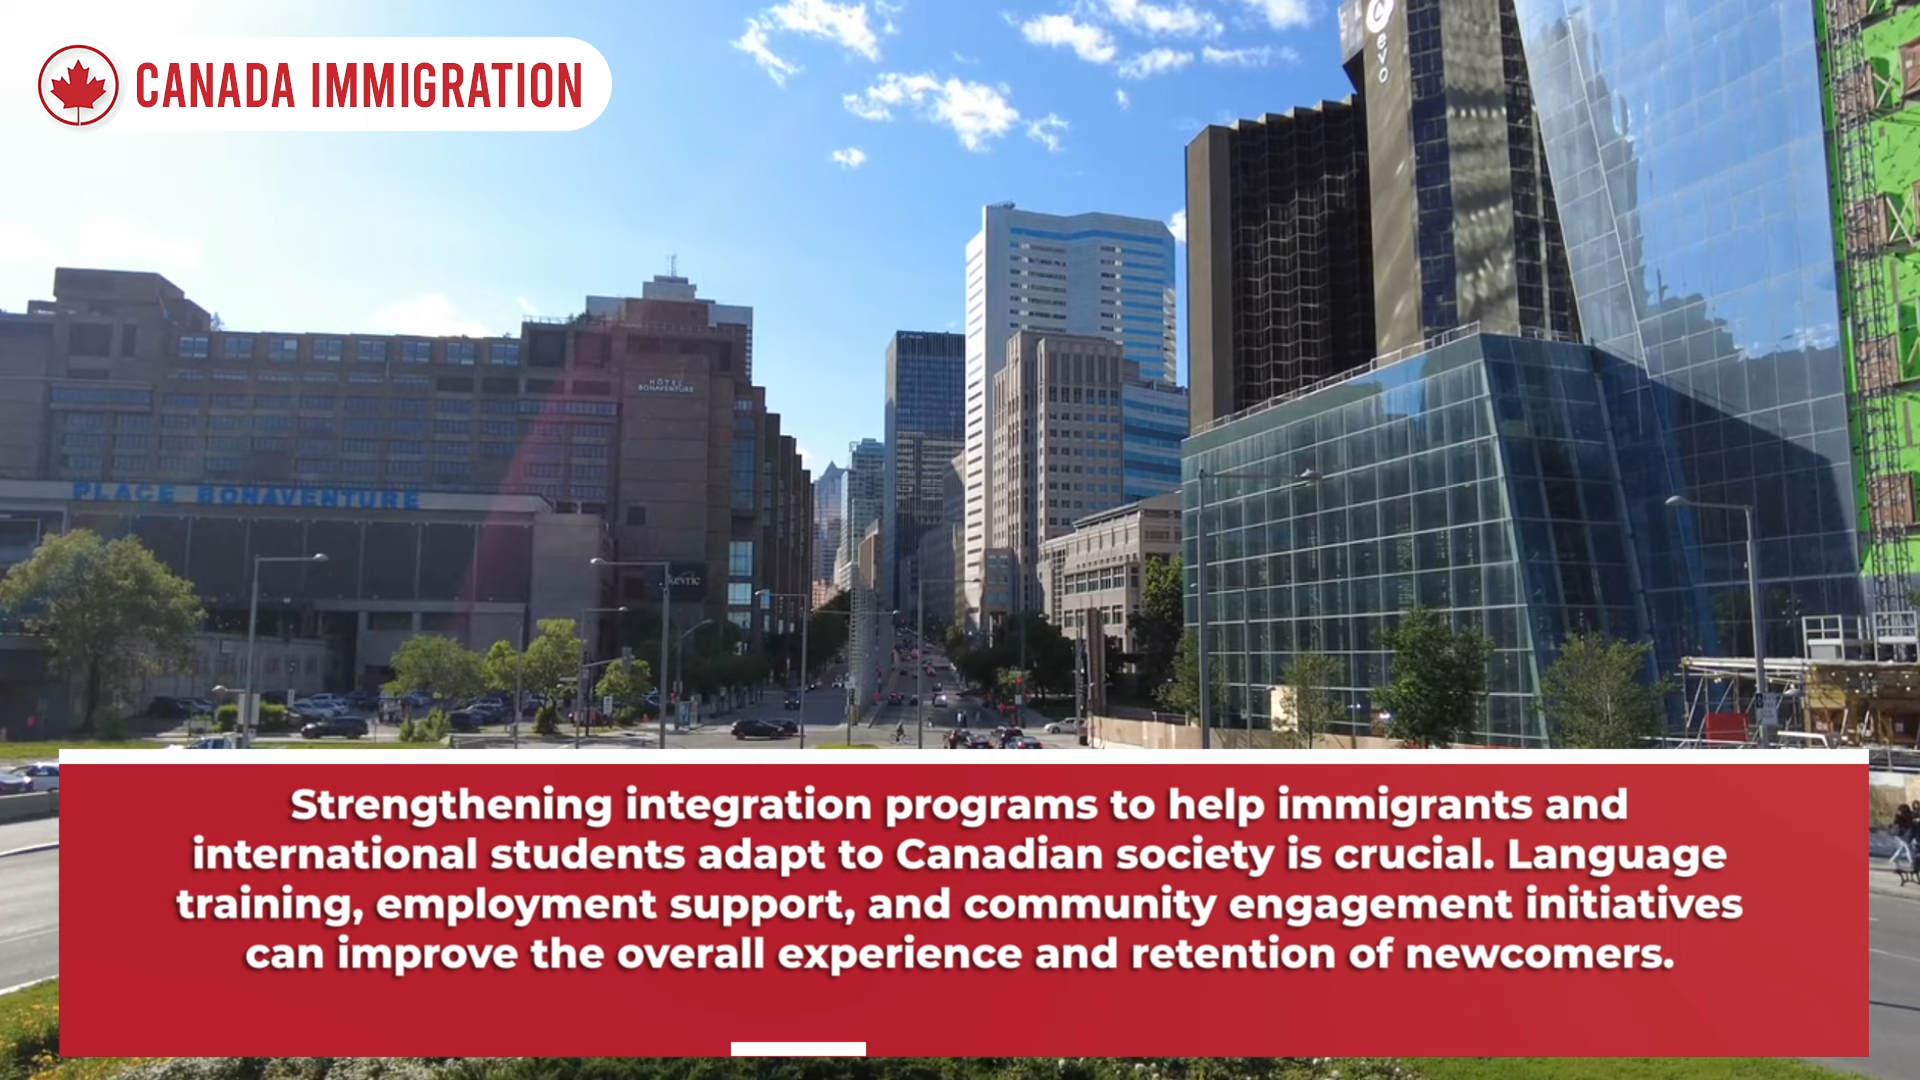 CANADA IMMIGRATION
evo
HÔTEL
BONAVENTURE
PLACE BONAVENTURE
kevric
Strengthening integration programs to help immigrants and
international students adapt to Canadian society is crucial. Language
training, employment support, and community engagement initiatives
can improve the overall experience and retention of newcomers.